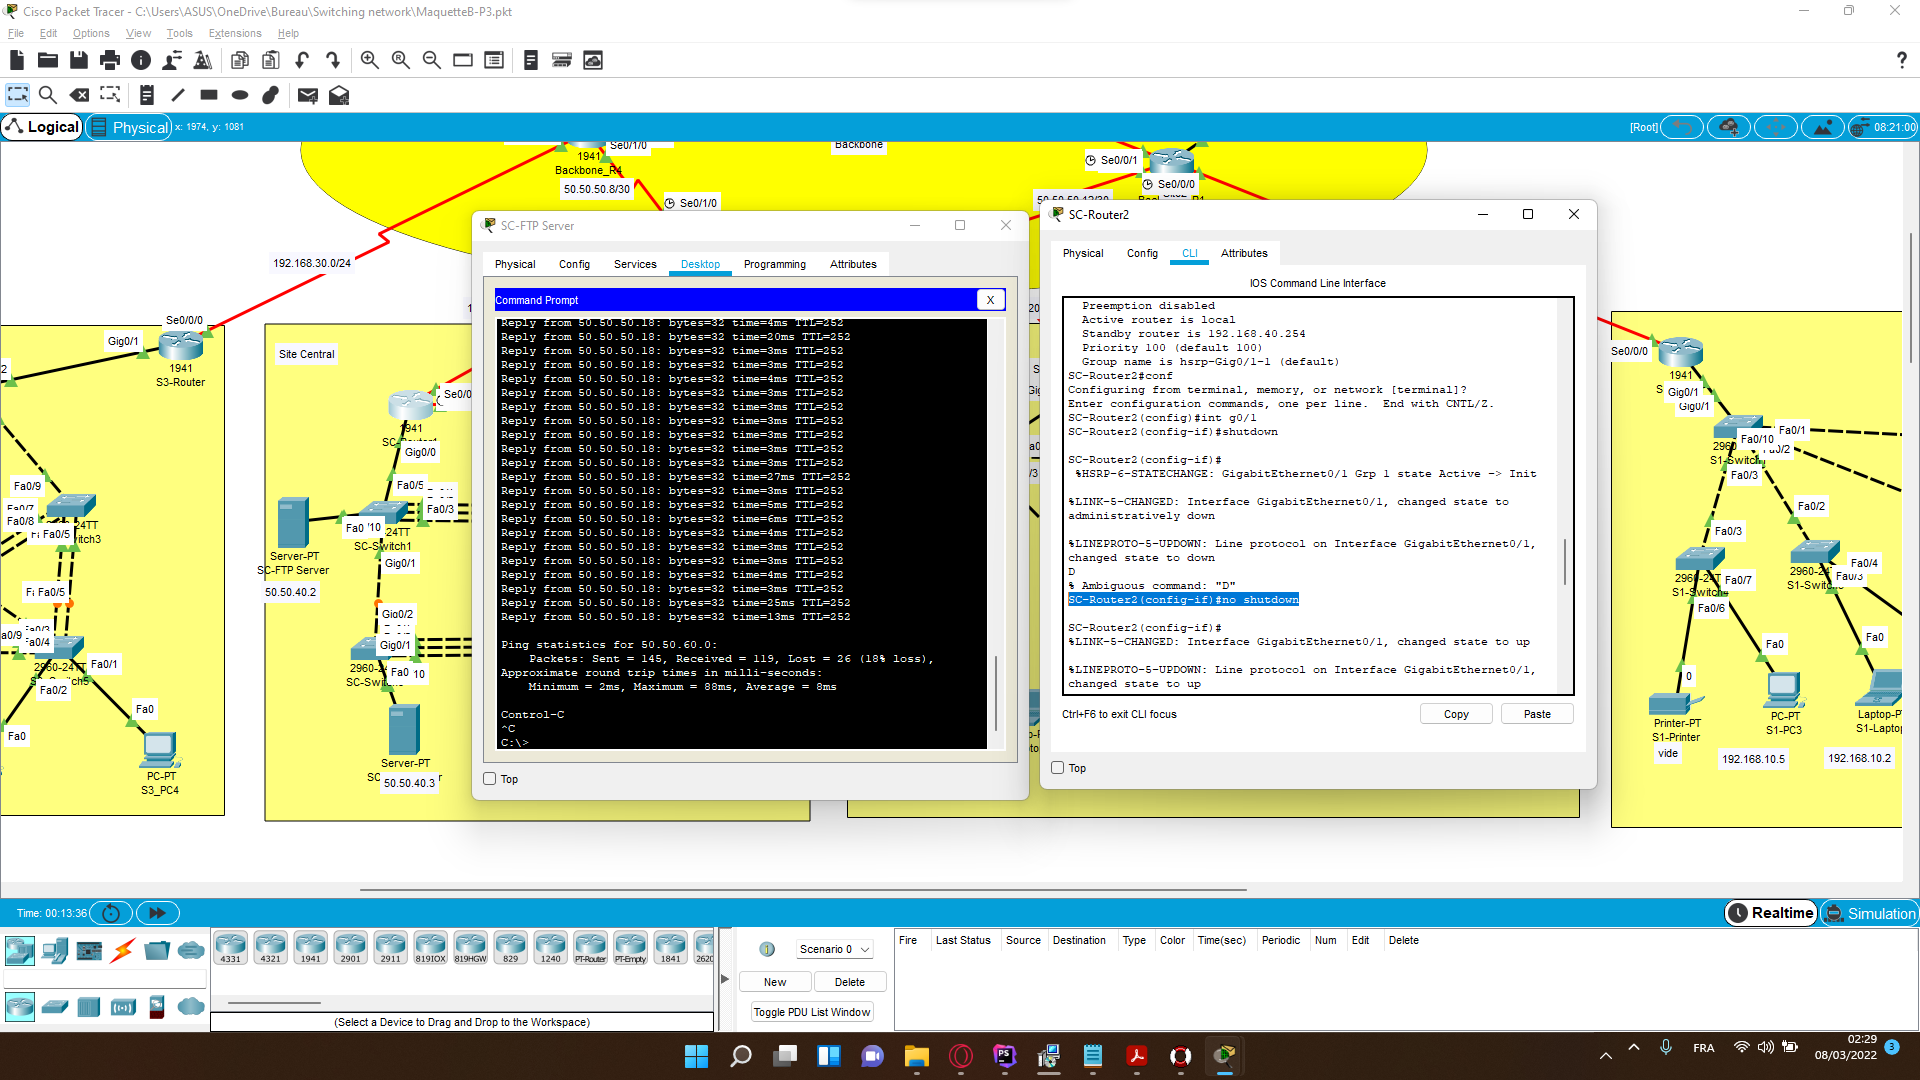 Cisco Packet Tracer - C:\Users\ASUS\OneDrive\Bureau\Switching network\MaquetteB-P3.pkt
File Edit Options View Tools Extensions Help
Logical
Physical
x: 1974, y: 1081
[Root]
08:21:00
Se0/1/0
Backbone
1941
Backbone_R4
50.50.50.8/30
Se0/1/0
Se0/0/1
Se0/0/0
192.168.30.0/24
Se0/0/0
Gig0/1
1941
S3-Router
Site Central
1941
Gig0/0
Fa0/5
Fa0/3
Server-PT
SC-FTP Server
50.50.40.2
SC-Switch1
Gig0/1
Gig0/2
Gig0/1
Fa0
Server-PT
50.50.40.3
Fa0/9
Fa0/8
Fa0/5
Fa0/5
Fa0/4
Fa0/1
Fa0/2
Fa0
Fa0
PC-PT
S3_PC4
SC-FTP Server
Physical Config Services Desktop Programming Attributes
Command Prompt
X
Reply from 50.50.50.18: bytes=32 time=4ms TTL=252
Reply from 50.50.50.18: bytes=32 time=20ms TTL=252
Reply from 50.50.50.18: bytes=32 time=3ms TTL=252
Reply from 50.50.50.18: bytes=32 time=3ms TTL=252
Reply from 50.50.50.18: bytes=32 time=4ms TTL=252
Reply from 50.50.50.18: bytes=32 time=3ms TTL=252
Reply from 50.50.50.18: bytes=32 time=3ms TTL=252
Reply from 50.50.50.18: bytes=32 time=3ms TTL=252
Reply from 50.50.50.18: bytes=32 time=3ms TTL=252
Reply from 50.50.50.18: bytes=32 time=3ms TTL=252
Reply from 50.50.50.18: bytes=32 time=3ms TTL=252
Reply from 50.50.50.18: bytes=32 time=27ms TTL=252
Reply from 50.50.50.18: bytes=32 time=3ms TTL=252
Reply from 50.50.50.18: bytes=32 time=5ms TTL=252
Reply from 50.50.50.18: bytes=32 time=6ms TTL=252
Reply from 50.50.50.18: bytes=32 time=4ms TTL=252
Reply from 50.50.50.18: bytes=32 time=3ms TTL=252
Reply from 50.50.50.18: bytes=32 time=3ms TTL=252
Reply from 50.50.50.18: bytes=32 time=4ms TTL=252
Reply from 50.50.50.18: bytes=32 time=3ms TTL=252
Reply from 50.50.50.18: bytes=32 time=25ms TTL=252
Reply from 50.50.50.18: bytes=32 time=13ms TTL=252
Ping statistics for 50.50.60.0:
Packets: Sent = 145, Received = 119, Lost = 26 (18% loss),
Approximate round trip times in milli-seconds:
Minimum = 2ms, Maximum = 88ms, Average = 8ms
Control-C
^C
C:\>
Top
SC-Router2
Physical Config CLI Attributes
IOS Command Line Interface
Preemption disabled
Active router is local
Standby router is 192.168.40.254
Priority 100 (default 100)
Group name is hsrp-Gig0/1-1 (default)
SC-Router2#conf
Configuring from terminal, memory, or network [terminal]?
Enter configuration commands, one per line. End with CNTL/Z.
SC-Router2(config)#int g0/1
SC-Router2(config-if)#shutdown
SC-Router2(config-if)#
%HSRP-6-STATECHANGE: GigabitEthernet0/1 Grp 1 state Active -> Init
%LINK-5-CHANGED: Interface GigabitEthernet0/1, changed state to
administratively down
%LINEPROTO-5-UPDOWN: Line protocol on Interface GigabitEthernet0/1,
changed state to down
D
% Ambiguous command: "D"
SC-Router2(config-if)#no shutdown
SC-Router2(config-if)#
%LINK-5-CHANGED: Interface GigabitEthernet0/1, changed state to up
%LINEPROTO-5-UPDOWN: Line protocol on Interface GigabitEthernet0/1,
changed state to up
Ctrl+F6 to exit CLI focus
Copy
Paste
Top
Se0/0/0
1941
Gig0/1
Gig0/1
Fa0/10
Fa0/1
Fa0/3
Fa0/2
Fa0/3
Fa0/4
Fa0/7
Fa0/6
Fa0
Fa0
Printer-PT
S1-Printer
vide
PC-PT
S1-PC3
192.168.10.5
192.168.10.2
Time: 00:13:36
Realtime
Simulation
4331 4321 1941 2901 2911 819IOX 819HGW 829 1240 PT-Router PT-Empty 1841
(Select a Device to Drag and Drop to the Workspace)
Scenario 0
New
Delete
Toggle PDU List Window
Fire Last Status Source Destination Type Color Time(sec) Periodic Num Edit Delete
FRA
02:29
08/03/2022
3